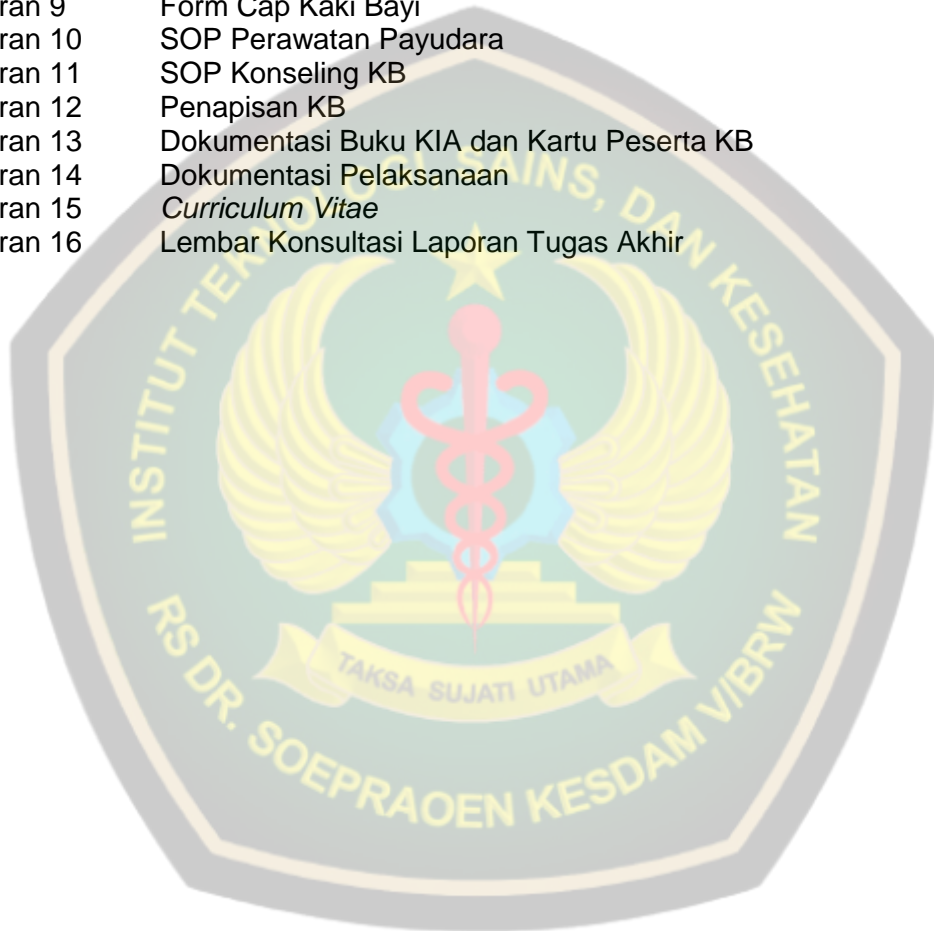 ran 9 Form Cap Kaki Bayi
ran 10 SOP Perawatan Payudara
ran 11 SOP Konseling KB
ran 12 Penapisan KB
ran 13 Dokumentasi Buku KIA dan Kartu Peserta KB
ran 14 Dokumentasi Pelaksanaan
ran 15 Curriculum Vitae
ran 16 Lembar Konsultasi Laporan Tugas Akhir
INSTITUT TEKNOLOGI, SAINS, DAN KESEHATAN
TAKSA SUJATI UTAMA
RS DR. SOEPRAOEN KESDAM V/BRW